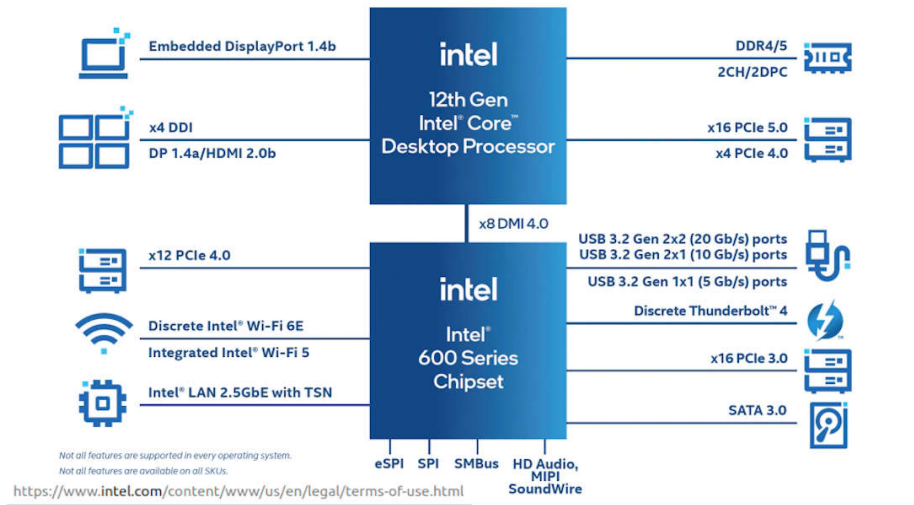 Embedded DisplayPort 1.4b
x4 DDI
DP 1.4a/HDMI 2.0b
intel
12th Gen
Intel® Core™
Desktop Processor
DDR4/5
2CH/2DPC
x16 PCIe 5.0
x4 PCIe 4.0
x8 DMI 4.0
x12 PCIe 4.0
Discrete Intel® Wi-Fi 6E
Integrated Intel® Wi-Fi 5
Intel® LAN 2.5GbE with TSN
intel
Intel®
600 Series
Chipset
USB 3.2 Gen 2x2 (20 Gb/s) ports
USB 3.2 Gen 2x1 (10 Gb/s) ports
USB 3.2 Gen 1x1 (5 Gb/s) ports
Discrete Thunderbolt™ 4
x16 PCIe 3.0
SATA 3.0
eSPI
SPI
SMBus
HD Audio,
MIPI
SoundWire
Not all features are supported in every operating system.
Not all features are available on all SKUs.
https://www.intel.com/content/www/us/en/legal/terms-of-use.html